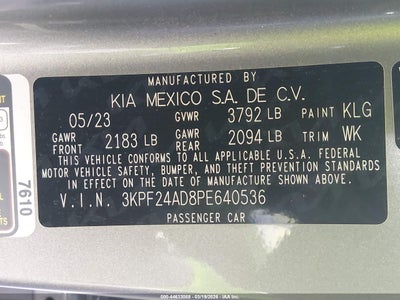 MANUFACTURED BY
KIA MEXICO S.A. DE C.V.
05/23 GVWR 3792 LB PAINT KLG
GAWR FRONT 2183 LB GAWR REAR 2094 LB TRIM WK
THIS VEHICLE CONFORMS TO ALL APPLICABLE U.S.A. FEDERAL
MOTOR VEHICLE SAFETY, BUMPER, AND THEFT PREVENTION STANDARDS
IN EFFECT ON THE DATE OF MANUFACTURE SHOWN ABOVE.
V.I.N. 3KPF24AD8PE640536
PASSENGER CAR
7610